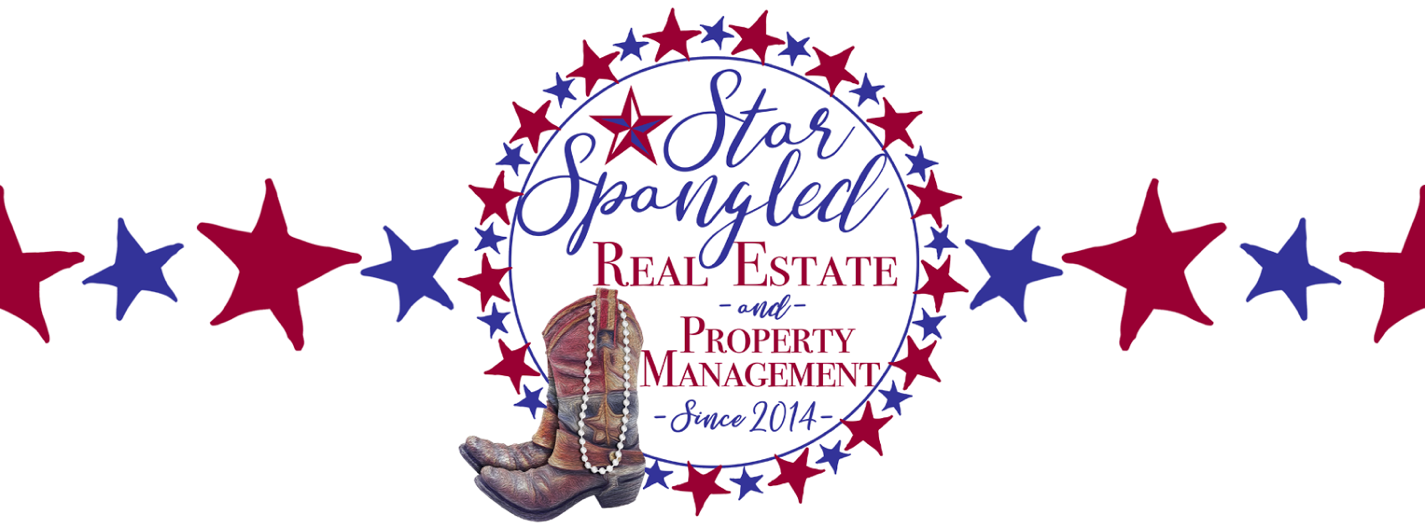 Star
Spangled
REAL ESTATE
-and-
PROPERTY
MANAGEMENT
-Since 2014-